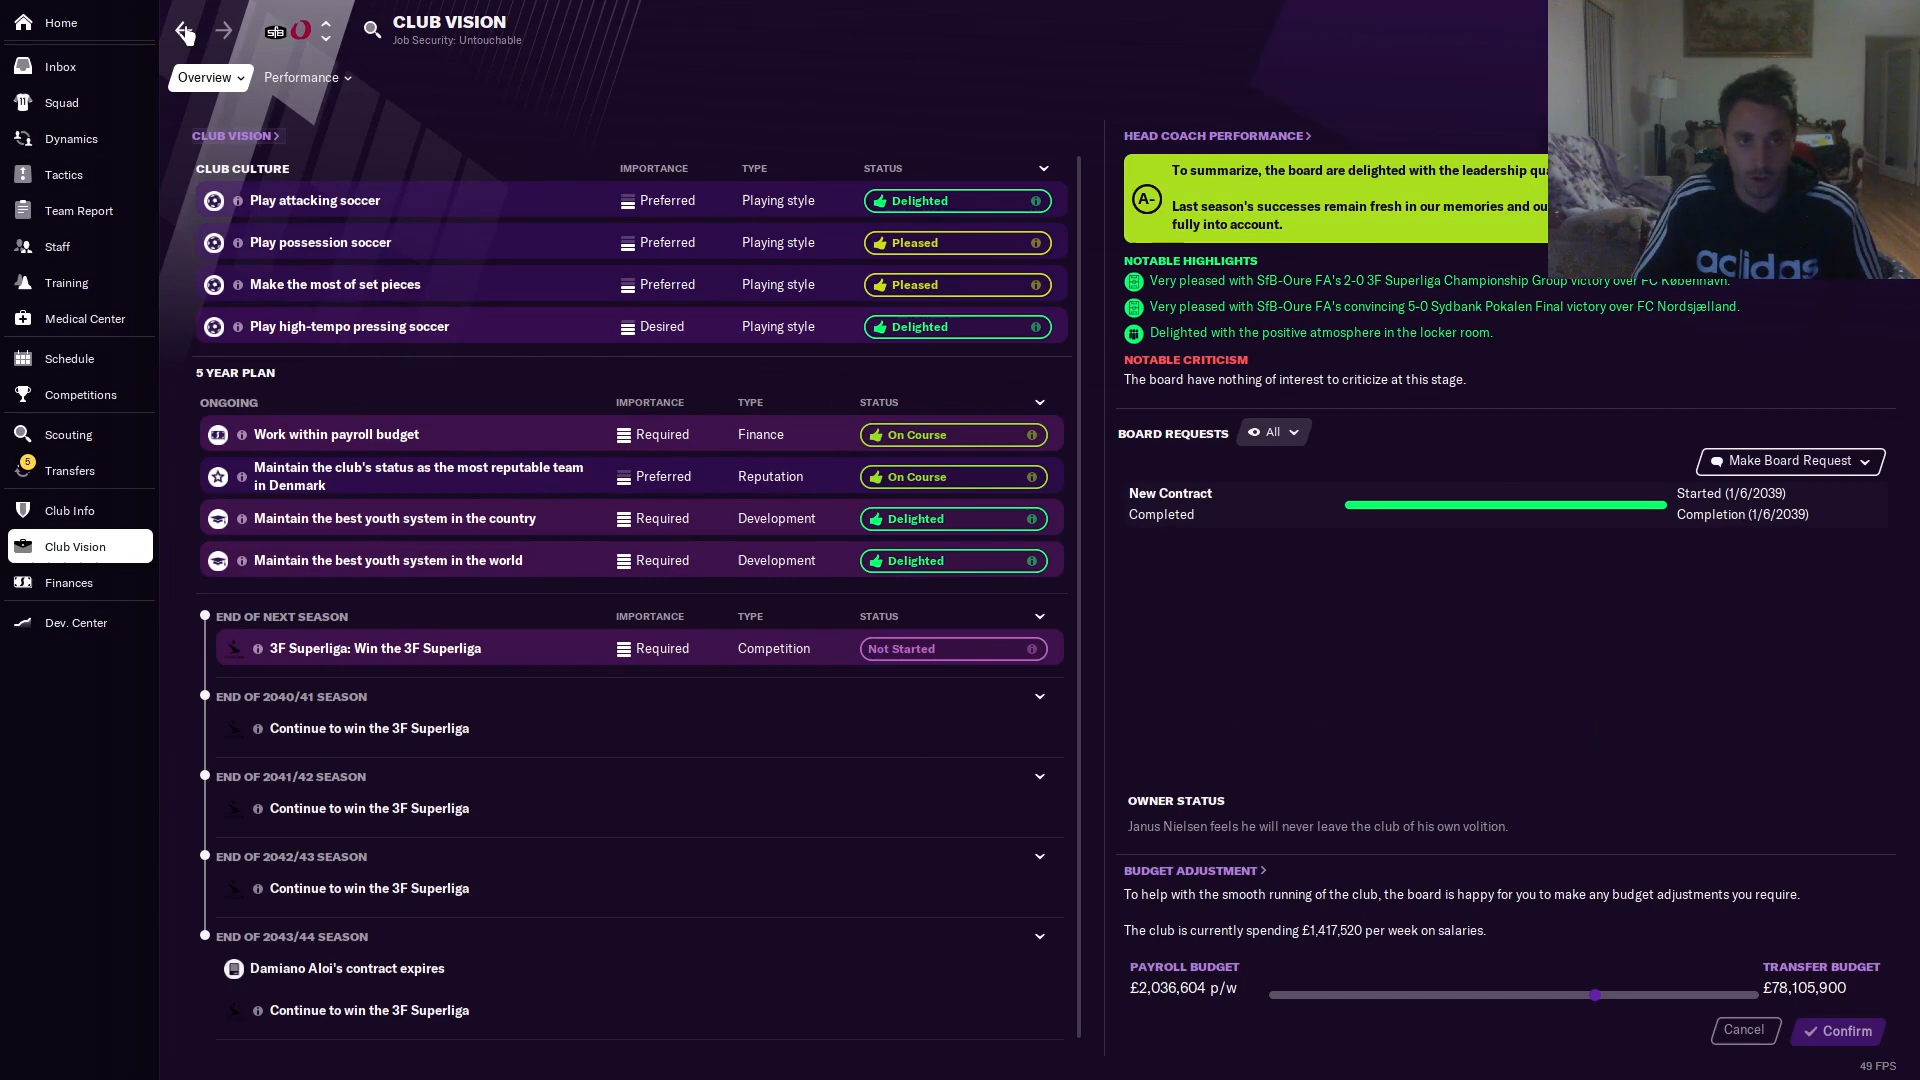 Home
Inbox
Squad
Dynamics
Tactics
Team Report
Staff
Training
Medical Center
Schedule
Competitions
Scouting
5
Transfers
Club Info
Club Vision
Finances
Dev. Center
SfB
CLUB VISION
Job Security: Untouchable
Overview
Performance
CLUB VISION
CLUB CULTURE IMPORTANCE TYPE STATUS
Play attacking soccer Preferred Playing style Delighted
Play possession soccer Preferred Playing style Pleased
Make the most of set pieces Preferred Playing style Pleased
Play high-tempo pressing soccer Desired Playing style Delighted
5 YEAR PLAN
ONGOING IMPORTANCE TYPE STATUS
Work within payroll budget Required Finance On Course
Maintain the club's status as the most reputable team
in Denmark Preferred Reputation On Course
Maintain the best youth system in the country Required Development Delighted
Maintain the best youth system in the world Required Development Delighted
END OF NEXT SEASON IMPORTANCE TYPE STATUS
3F Superliga: Win the 3F Superliga Required Competition Not Started
END OF 2040/41 SEASON
Continue to win the 3F Superliga
END OF 2041/42 SEASON
Continue to win the 3F Superliga
END OF 2042/43 SEASON
Continue to win the 3F Superliga
END OF 2043/44 SEASON
Damiano Aloi's contract expires
Continue to win the 3F Superliga
HEAD COACH PERFORMANCE
A-
To summarize, the board are delighted with the leadership
Last season's successes remain fresh in our memories and
fully into account.
adidas
NOTABLE HIGHLIGHTS
Very pleased with SfB-Oure FA's 2-0 3F Superliga Championship Group victory over FC København.
Very pleased with SfB-Oure FA's convincing 5-0 Sydbank Pokalen Final victory over FC Nordsjælland.
Delighted with the positive atmosphere in the locker room.
NOTABLE CRITICISM
The board have nothing of interest to criticize at this stage.
BOARD REQUESTS All
Make Board Request
New Contract Started (1/6/2039)
Completed Completion (1/6/2039)
OWNER STATUS
Janus Nielsen feels he will never leave the club of his own volition.
BUDGET ADJUSTMENT
To help with the smooth running of the club, the board is happy for you to make any budget adjustments you require.
The club is currently spending £1,417,520 per week on salaries.
PAYROLL BUDGET TRANSFER BUDGET
£2,036,604 p/w £78,105,900
Cancel Confirm
49 FPS